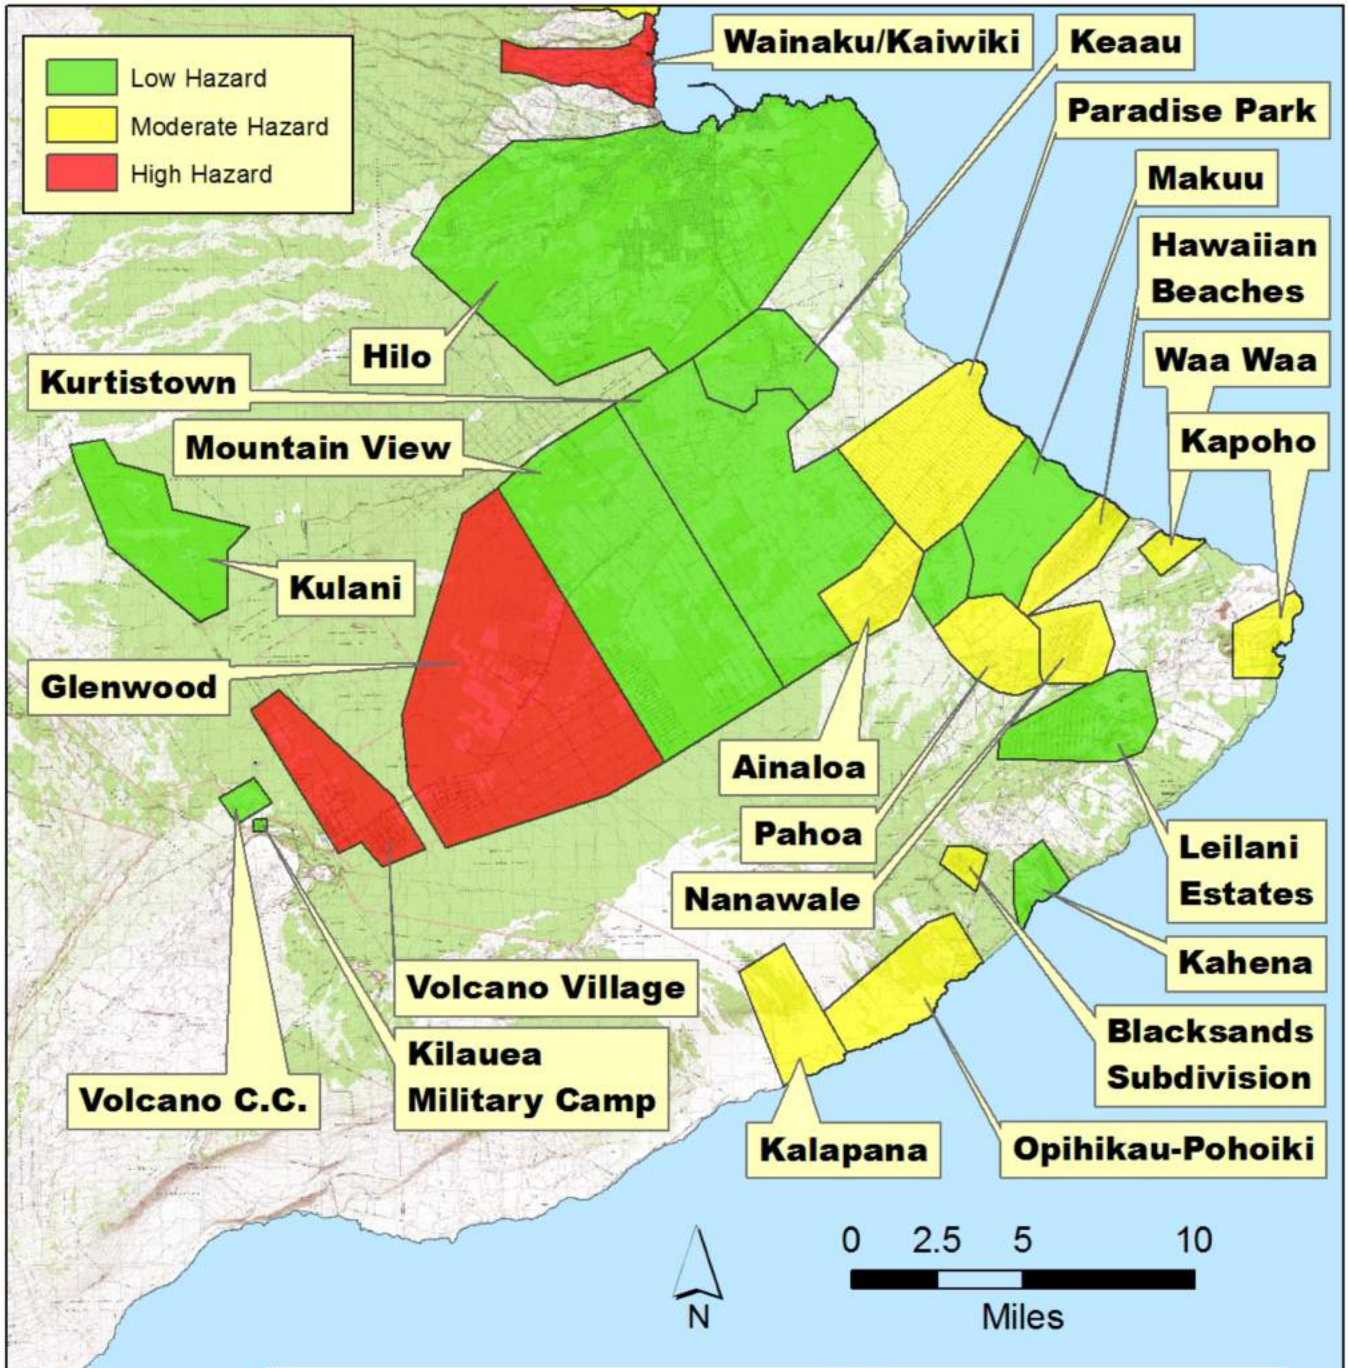 Low Hazard
Moderate Hazard
High Hazard
Wainaku/Kaiwiki
Keaau
Paradise Park
Makuu
Hawaiian
Beaches
Waa Waa
Kapoho
Hilo
Kurtistown
Mountain View
Kulani
Glenwood
Ainaloa
Pahoa
Nanawale
Leilani
Estates
Kahena
Blacksands
Subdivision
Volcano Village
Kilauea
Military Camp
Volcano C.C.
Kalapana
Opihikau-Pohoiki
N
0 2.5 5 10
Miles